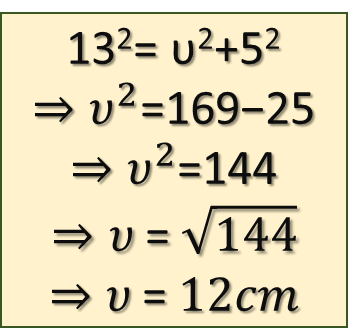 13²= υ²+5²
⇒ υ²=169−25
⇒ υ²=144
⇒ υ = √144
⇒ υ = 12cm